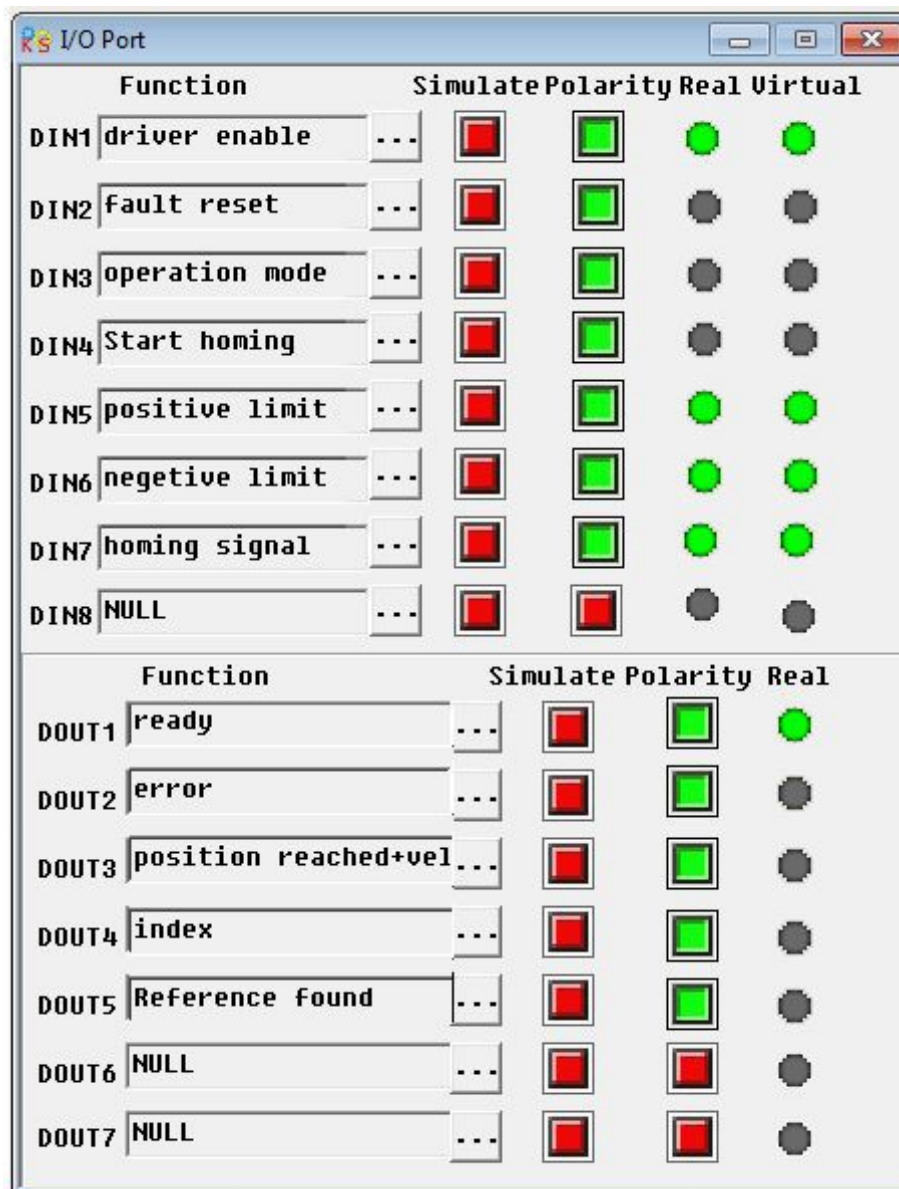 I/O Port
Function Simulate Polarity Real Virtual
DIN1 driver enable ...
DIN2 fault reset ...
DIN3 operation mode ...
DIN4 Start homing ...
DIN5 positive limit ...
DIN6 negetive limit ...
DIN7 homing signal ...
DIN8 NULL ...
Function Simulate Polarity Real
DOUT1 ready ...
DOUT2 error ...
DOUT3 position reached+vel ...
DOUT4 index ...
DOUT5 Reference found ...
DOUT6 NULL ...
DOUT7 NULL ...